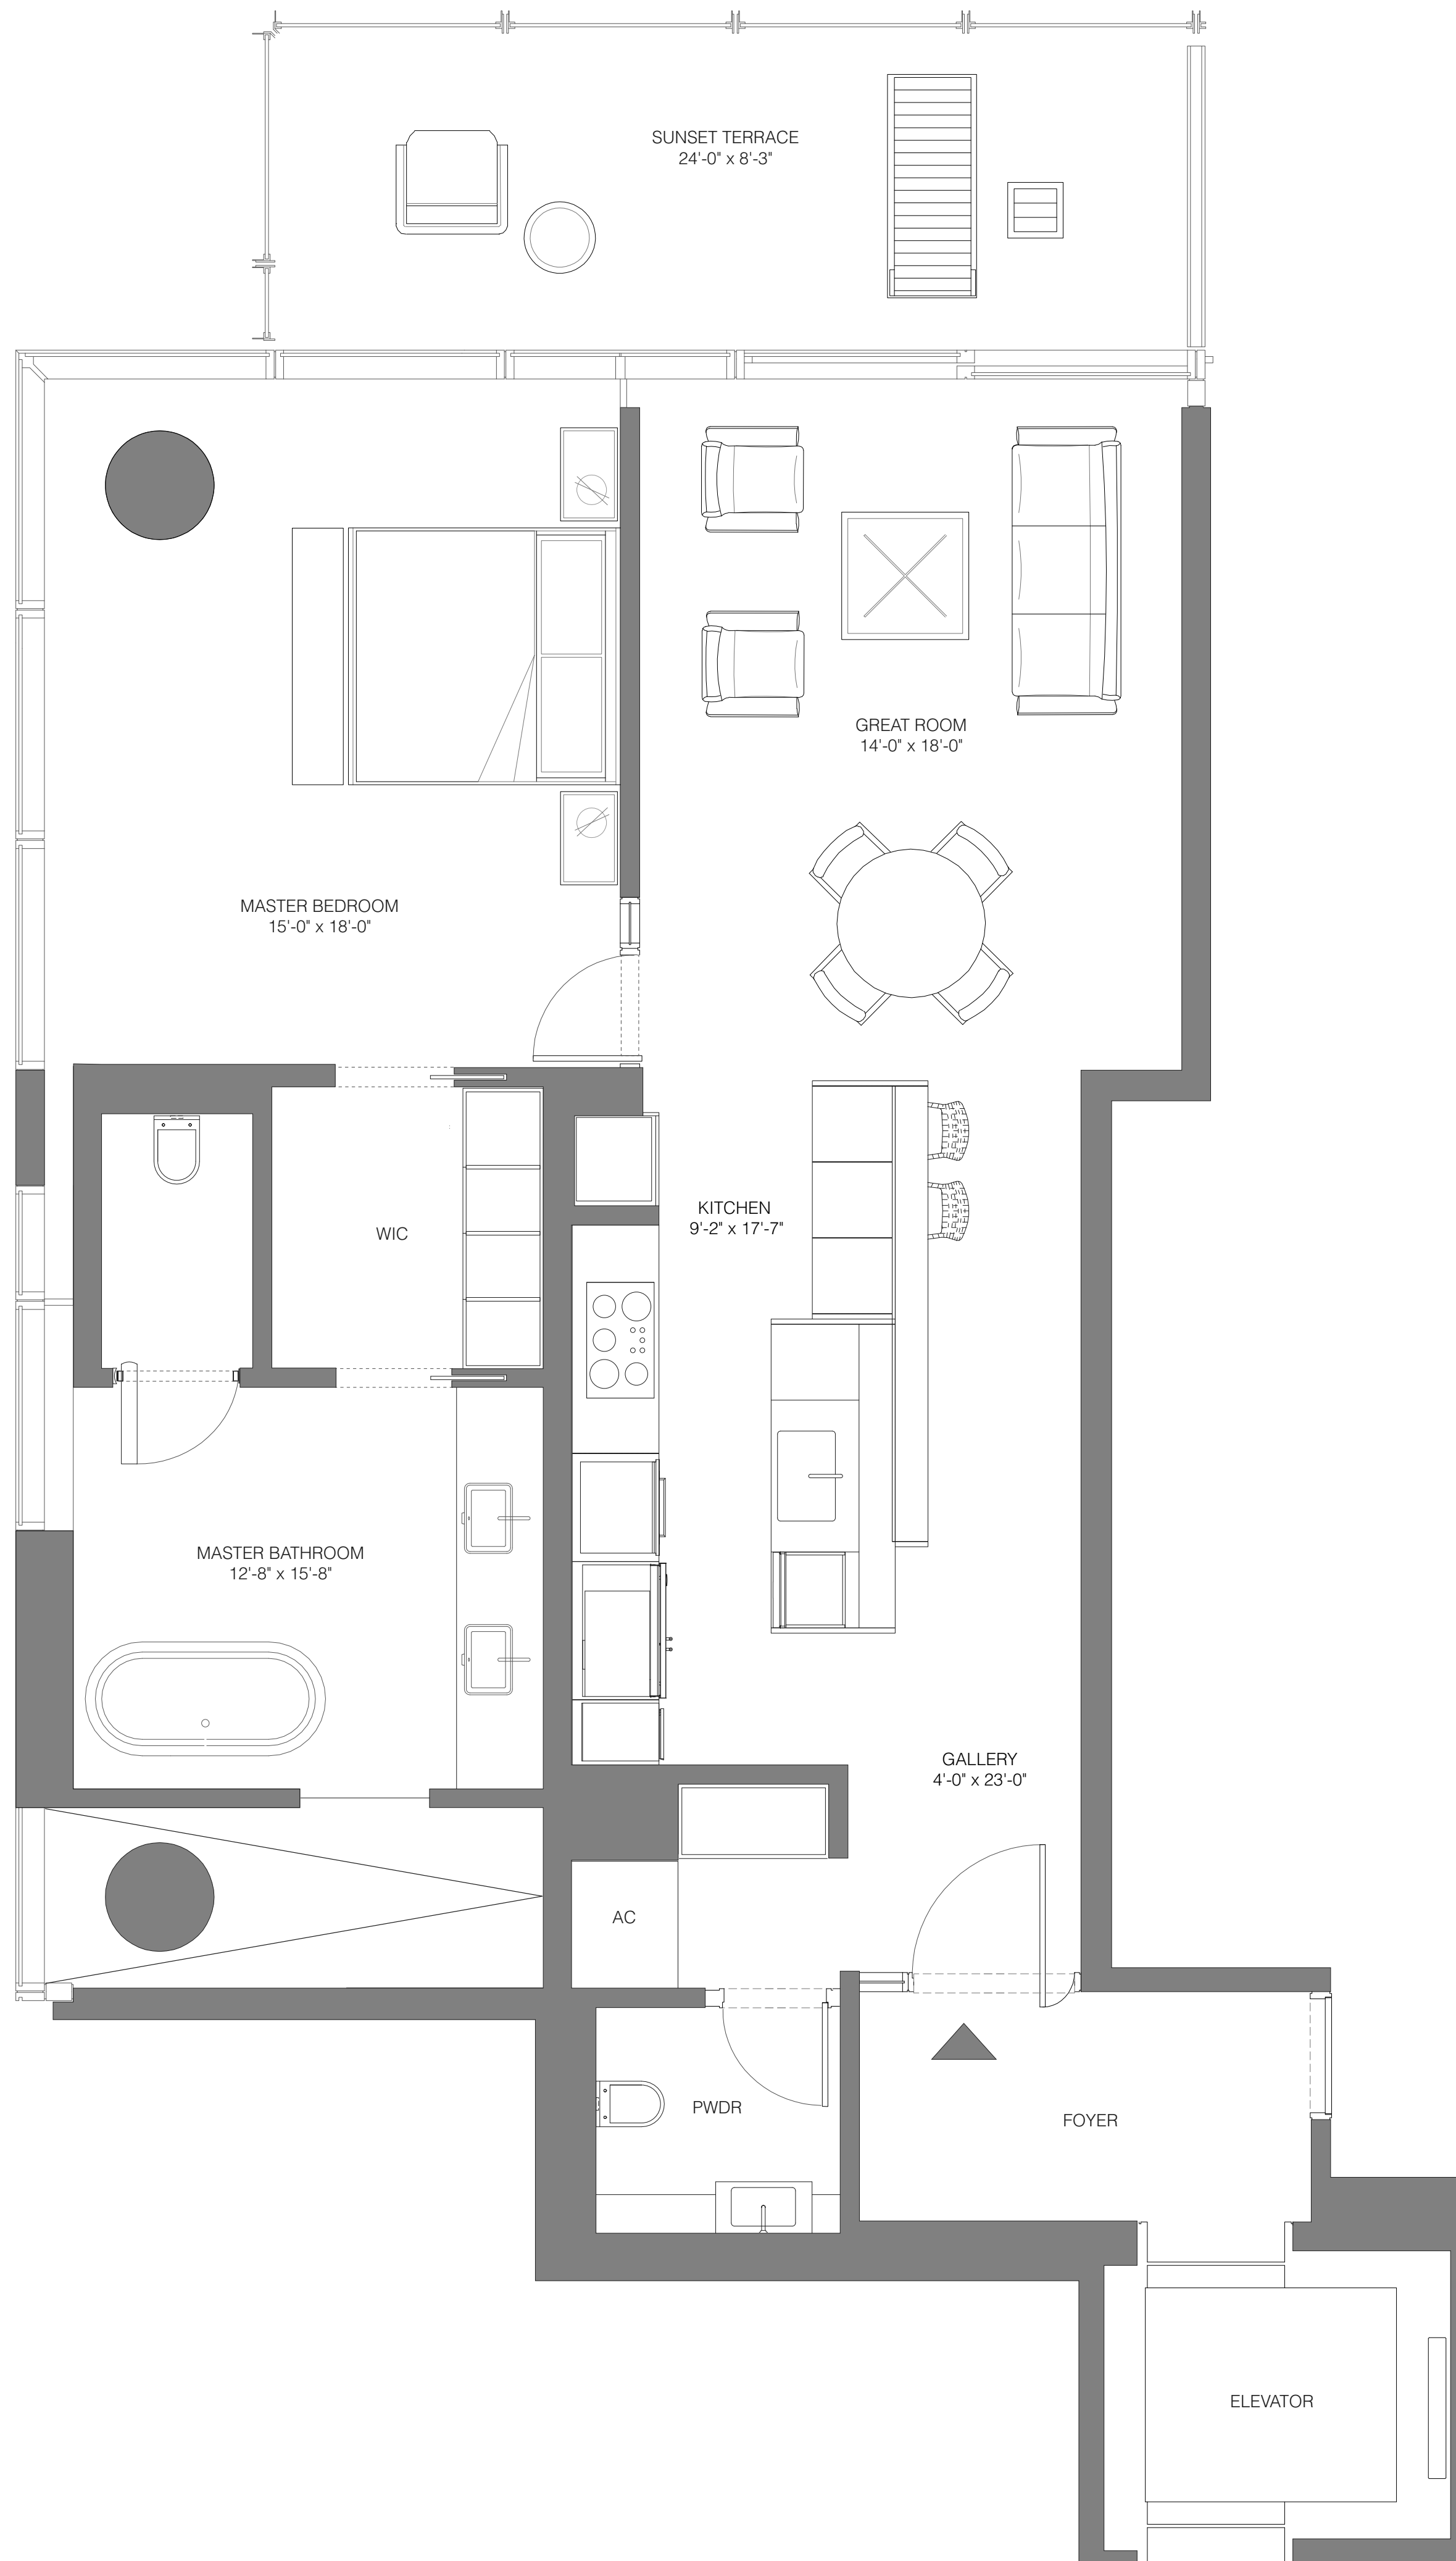 SUNSET TERRACE
24'-0" x 8'-3"
GREAT ROOM
14'-0" x 18'-0"
MASTER BEDROOM
15'-0" x 18'-0"
KITCHEN
9'-2" x 17'-7"
WIC
MASTER BATHROOM
12'-8" x 15'-8"
GALLERY
4'-0" x 23'-0"
AC
PWDR
FOYER
ELEVATOR